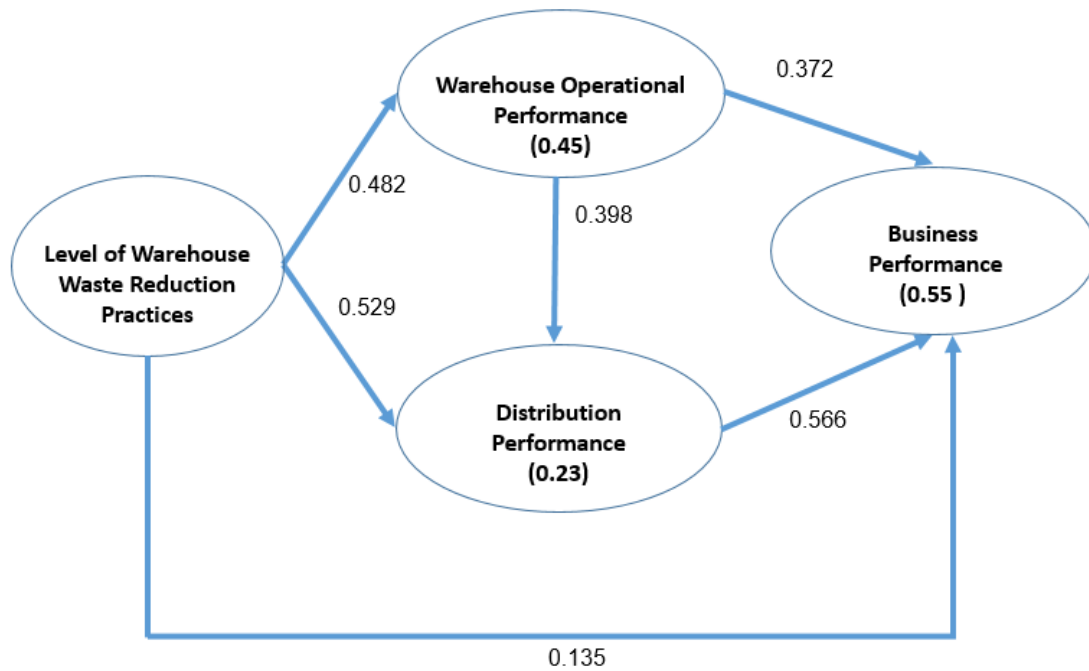 Warehouse Operational
Performance
(0.45)
0.372
0.482
0.398
Level of Warehouse
Waste Reduction
Practices
Business
Performance
(0.55 )
0.529
Distribution
Performance
(0.23)
0.566
0.135